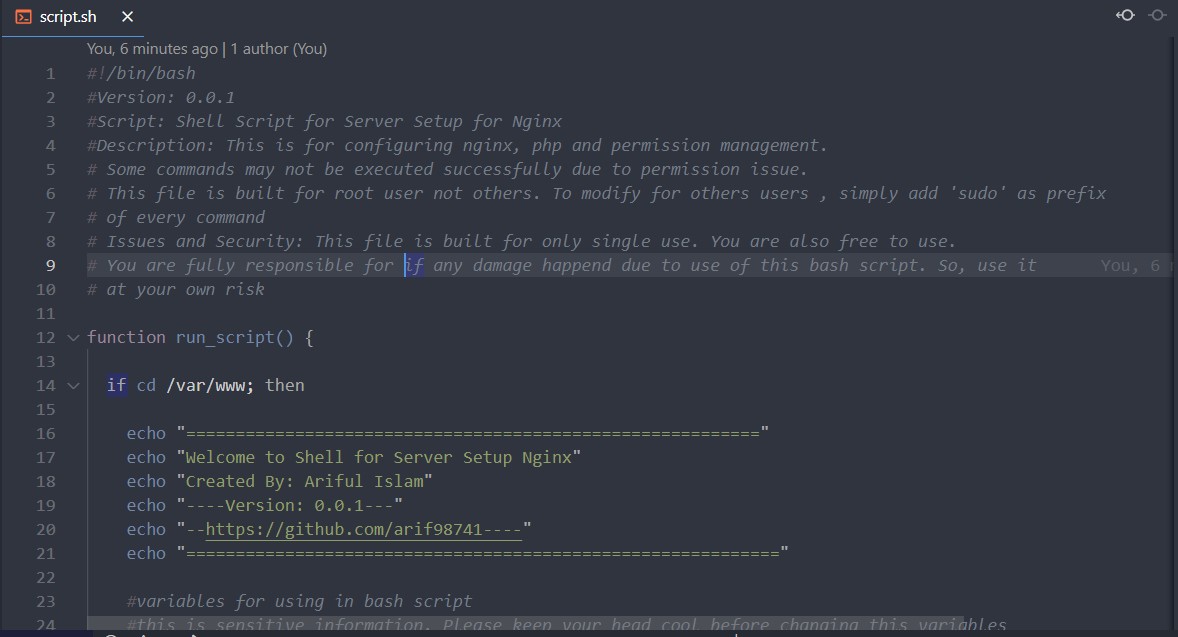 script.sh
You, 6 minutes ago | 1 author (You)
1 #!/bin/bash
2 #Version: 0.0.1
3 #Script: Shell Script for Server Setup for Nginx
4 #Description: This is for configuring nginx, php and permission management.
5 # Some commands may not be executed successfully due to permission issue.
6 # This file is built for root user not others. To modify for others users , simply add 'sudo' as prefix
7 # of every command
8 # Issues and Security: This file is built for only single use. You are also free to use.
9 # You are fully responsible for if any damage happend due to use of this bash script. So, use it You, 6
10 # at your own risk
11
12 function run_script() {
13
14 if cd /var/www; then
15
16 echo "=========================================================="
17 echo "Welcome to Shell for Server Setup Nginx"
18 echo "Created By: Ariful Islam"
19 echo "----Version: 0.0.1---"
20 echo "--https://github.com/arif98741----"
21 echo "============================================================"
22
23 #variables for using in bash script
24 #this is sensitive information. Please keep your head cool before changing this variables